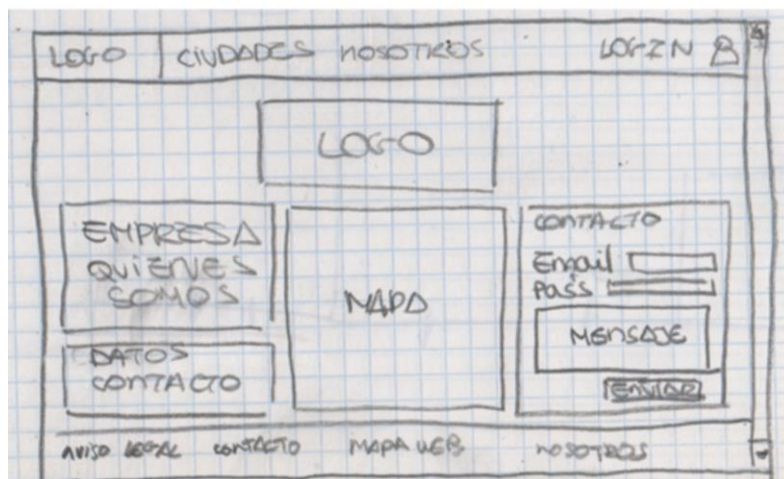 LOGO CIUDADES NOSOTROS LOGIN
LOGO
EMPRESA
QUIENES
SOMOS
DATOS
CONTACTO
MAPA
CONTACTO
Email
Pass
MENSAJE
ENVIAR
AVISO LEGAL CONTACTO MAPA WEB NOSOTROS